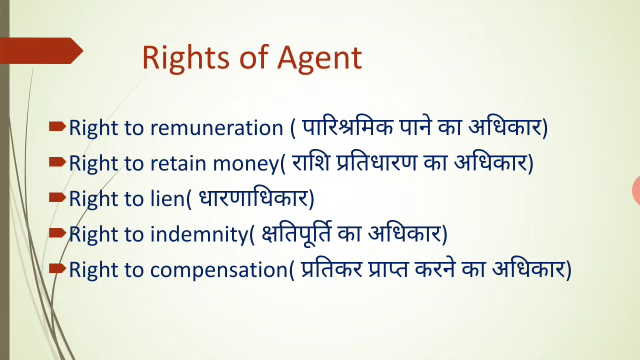 Rights of Agent
Right to remuneration ( पारिश्रमिक पाने का अधिकार)
Right to retain money( राशि प्रतिधारण का अधिकार)
Right to lien( धारणाधिकार)
Right to indemnity( क्षतिपूर्ति का अधिकार)
Right to compensation( प्रतिकर प्राप्त करने का अधिकार)